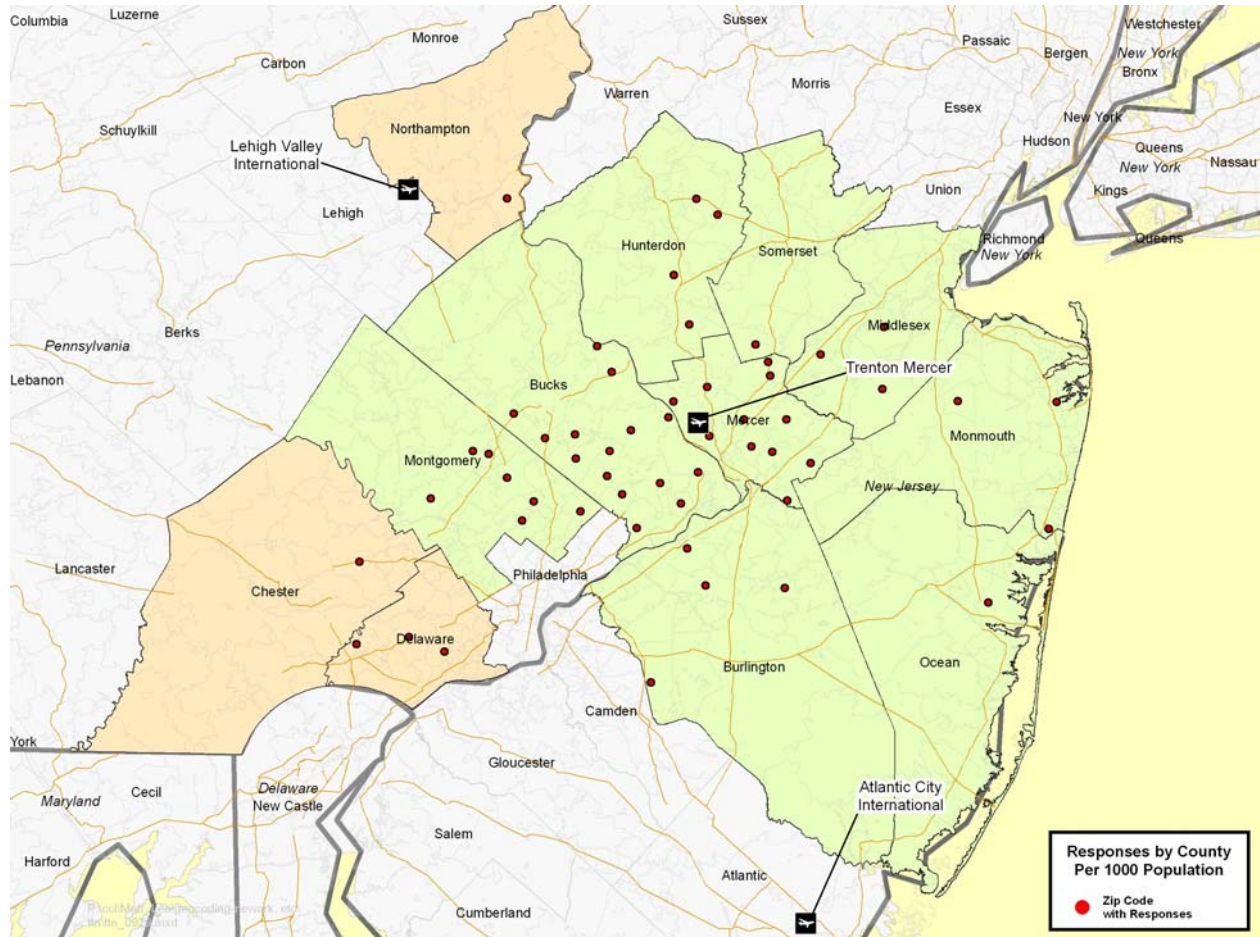 Columbia
Luzerne
Monroe
Sussex
Passaic
Westchester
New York
Bergen
Bronx
Carbon
Warren
Morris
Essex
New York
Schuylkill
Northampton
Hudson
Queens
New York
Nassau
Lehigh Valley
International
Union
Kings
Lehigh
Hunterdon
Somerset
Richmond
New York
Queens
Berks
Pennsylvania
Middlesex
Trenton Mercer
Lebanon
Bucks
Mercer
Monmouth
Montgomery
New Jersey
Lancaster
Chester
Philadelphia
Delaware
Burlington
Ocean
Camden
York
Gloucester
Atlantic City
International
Maryland
Cecil
Delaware
New Castle
Salem
Harford
Atlantic
Cumberland
Responses by County
Per 1000 Population
Zip Code
with Responses